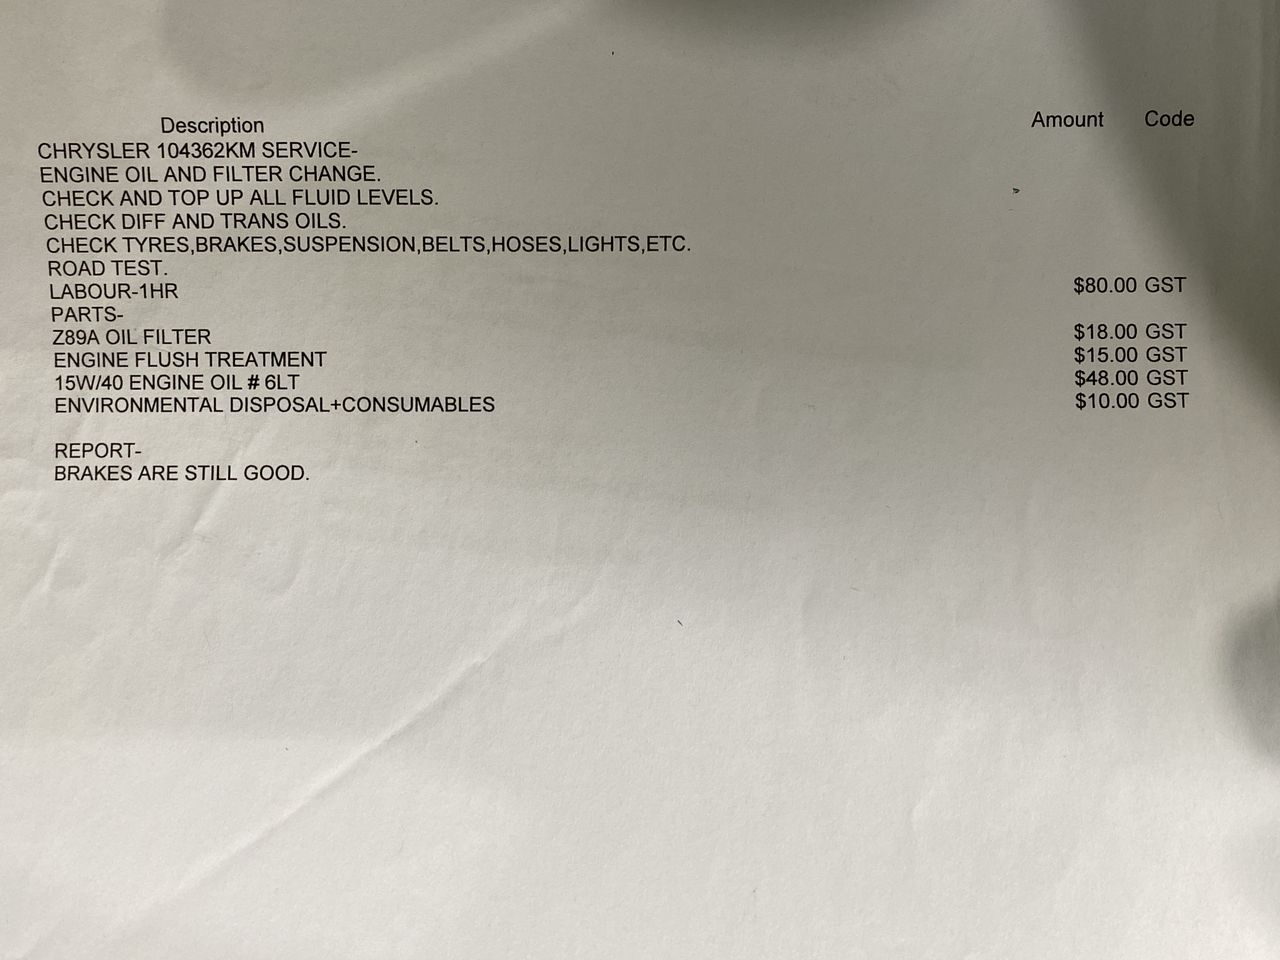 Description Amount Code
CHRYSLER 104362KM SERVICE-
ENGINE OIL AND FILTER CHANGE.
CHECK AND TOP UP ALL FLUID LEVELS.
CHECK DIFF AND TRANS OILS.
CHECK TYRES,BRAKES,SUSPENSION,BELTS,HOSES,LIGHTS,ETC.
ROAD TEST.
LABOUR-1HR $80.00 GST
PARTS-
Z89A OIL FILTER $18.00 GST
ENGINE FLUSH TREATMENT $15.00 GST
15W/40 ENGINE OIL # 6LT $48.00 GST
ENVIRONMENTAL DISPOSAL+CONSUMABLES $10.00 GST
REPORT-
BRAKES ARE STILL GOOD.